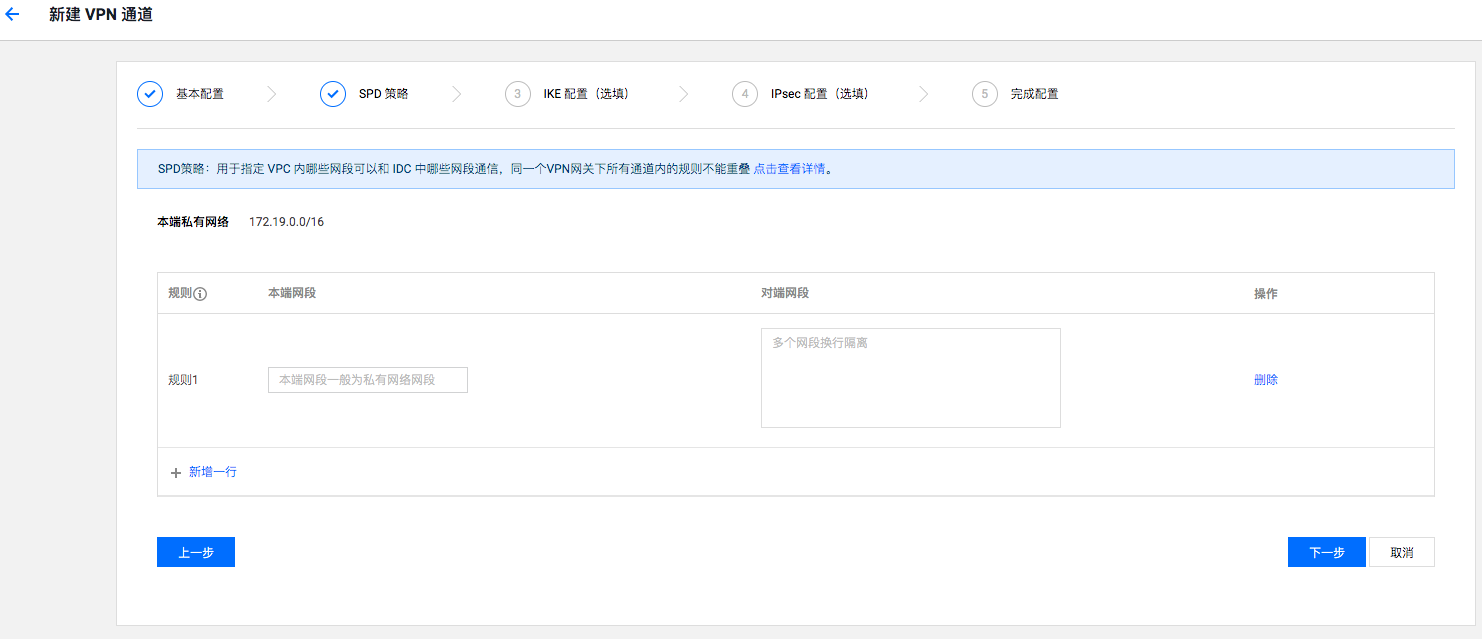 新建 VPN 通道
基本配置 SPD 策略 3 IKE 配置（选填） 4 IPsec 配置（选填） 5 完成配置
SPD策略：用于指定 VPC 内哪些网段可以和 IDC 中哪些网段通信，同一个VPN网关下所有通道内的规则不能重叠 点击查看详情。
本端私有网络 172.19.0.0/16
规则 本端网段 对端网段 操作
多个网段换行隔离
规则1 本端网段一般为私有网络网段 删除
+ 新增一行
上一步 下一步 取消